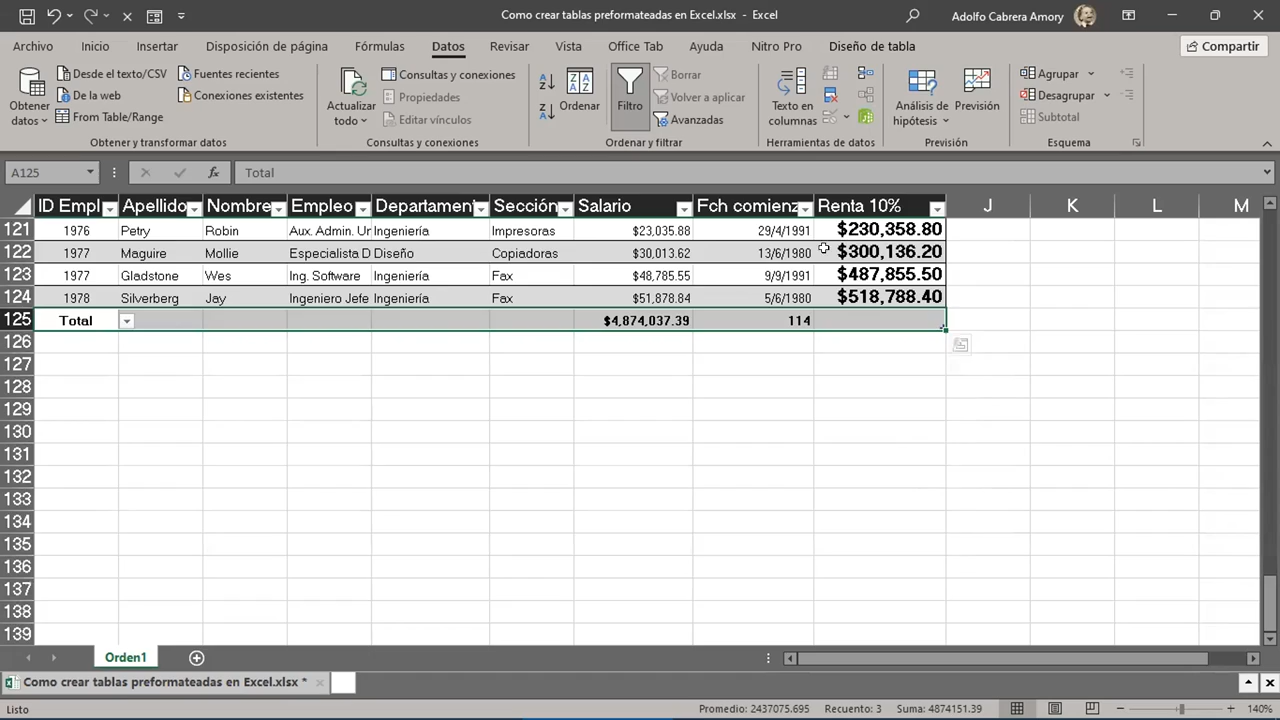 Como crear tablas preformateadas en Excel.xlsx - Excel
Adolfo Cabrera Amory
Archivo Inicio Insertar Disposición de página Fórmulas Datos Revisar Vista Office Tab Ayuda Nitro Pro Diseño de tabla Compartir
Obtener datos
Desde el texto/CSV
De la web
From Table/Range
Fuentes recientes
Conexiones existentes
Obtener y transformar datos
Actualizar todo
Consultas y conexiones
Propiedades
Editar vínculos
Consultas y conexiones
Ordenar
Filtro
Borrar
Volver a aplicar
Avanzadas
Ordenar y filtrar
Texto en columnas
Herramientas de datos
Análisis de hipótesis
Previsión
Previsión
Agrupar
Desagrupar
Subtotal
Esquema
A125 fx Total
ID Empl Apellido Nombre Empleo Departament Sección Salario Fch comienz Renta 10% J K L M
121 1976 Petry Robin Aux. Admin. Ur Ingeniería Impresoras $23,035.88 29/4/1991 $230,358.80
122 1977 Maguire Mollie Especialista D Diseño Copiadoras $30,013.62 13/6/1980 $300,136.20
123 1977 Gladstone Wes Ing. Software Ingeniería Fax $48,785.55 9/9/1991 $487,855.50
124 1978 Silverberg Jay Ingeniero Jefe Ingeniería Fax $51,878.84 5/6/1980 $518,788.40
125 Total $4,874,037.39 114
126
127
128
129
130
131
132
133
134
135
136
137
138
139
Orden1
Como crear tablas preformateadas en Excel.xlsx *
Listo Promedio: 2437075.695 Recuento: 3 Suma: 4874151.39 140%